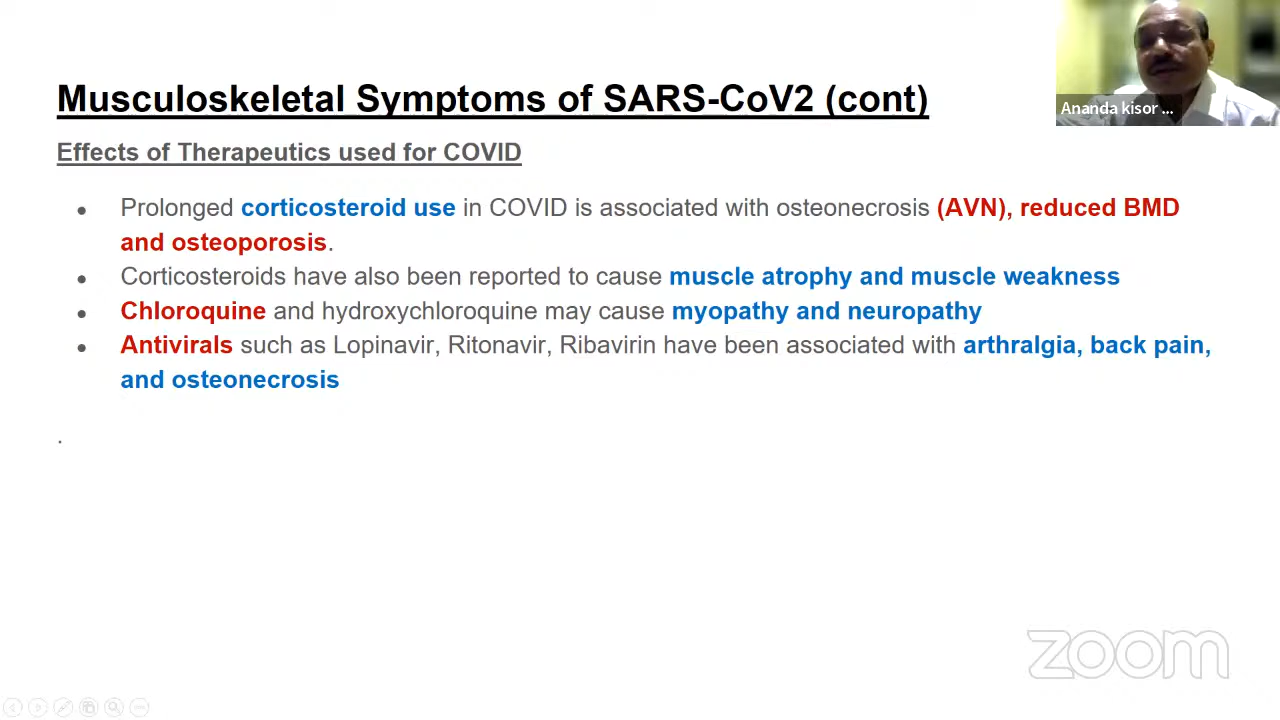 Musculoskeletal Symptoms of SARS-CoV2 (cont)
Ananda kisor ...
Effects of Therapeutics used for COVID
● Prolonged corticosteroid use in COVID is associated with osteonecrosis (AVN), reduced BMD
and osteoporosis.
● Corticosteroids have also been reported to cause muscle atrophy and muscle weakness
● Chloroquine and hydroxychloroquine may cause myopathy and neuropathy
● Antivirals such as Lopinavir, Ritonavir, Ribavirin have been associated with arthralgia, back pain,
and osteonecrosis
.
zoom